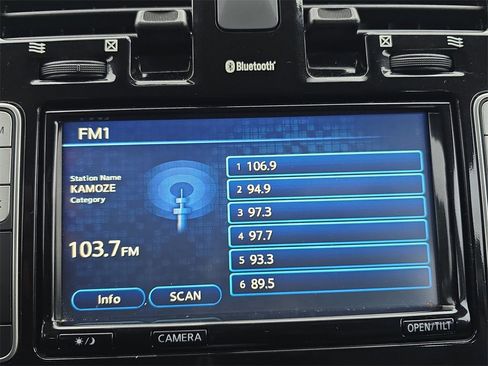 Bluetooth
FM1
Station Name
KAMOZE
Category
103.7FM
1 106.9
2 94.9
3 97.3
4 97.7
5 93.3
6 89.5
Info
SCAN
CAMERA
OPEN/TILT
M